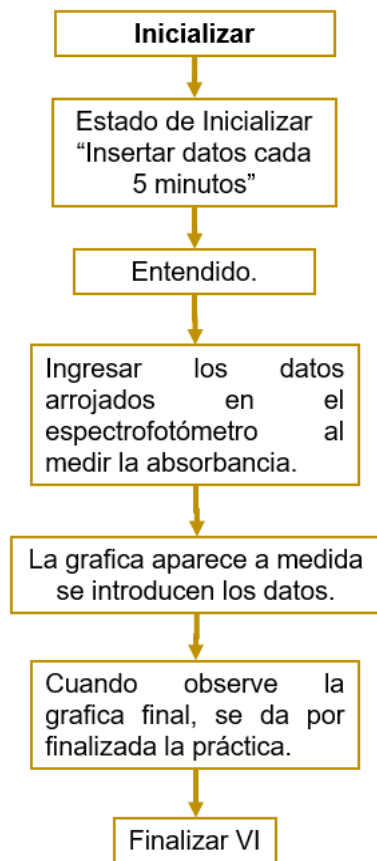 Inicializar
Estado de Inicializar
“Insertar datos cada
5 minutos”
Entendido.
Ingresar los datos
arrojados en el
espectrofotómetro al
medir la absorbancia.
La grafica aparece a medida
se introducen los datos.
Cuando observe la
grafica final, se da por
finalizada la práctica.
Finalizar VI